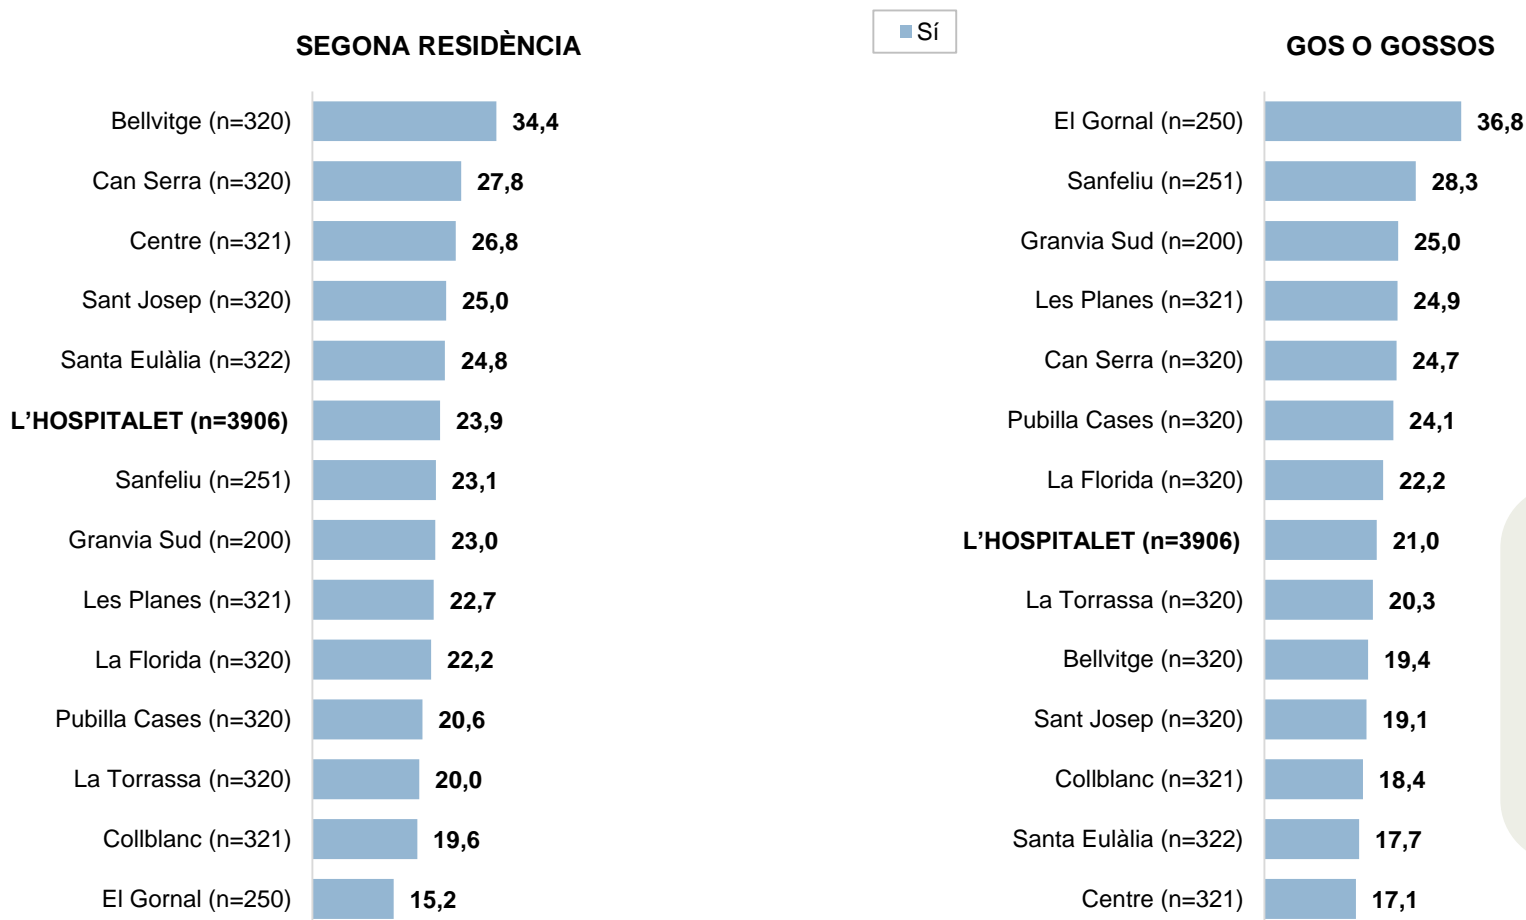 SEGONA RESIDÈNCIA
Bellvitge (n=320) 34,4
Can Serra (n=320) 27,8
Centre (n=321) 26,8
Sant Josep (n=320) 25,0
Santa Eulàlia (n=322) 24,8
L’HOSPITALET (n=3906) 23,9
Sanfeliu (n=251) 23,1
Granvia Sud (n=200) 23,0
Les Planes (n=321) 22,7
La Florida (n=320) 22,2
Pubilla Cases (n=320) 20,6
La Torrassa (n=320) 20,0
Collblanc (n=321) 19,6
El Gornal (n=250) 15,2
Sí
GOS O GOSSOS
El Gornal (n=250) 36,8
Sanfeliu (n=251) 28,3
Granvia Sud (n=200) 25,0
Les Planes (n=321) 24,9
Can Serra (n=320) 24,7
Pubilla Cases (n=320) 24,1
La Florida (n=320) 22,2
L’HOSPITALET (n=3906) 21,0
La Torrassa (n=320) 20,3
Bellvitge (n=320) 19,4
Sant Josep (n=320) 19,1
Collblanc (n=321) 18,4
Santa Eulàlia (n=322) 17,7
Centre (n=321) 17,1